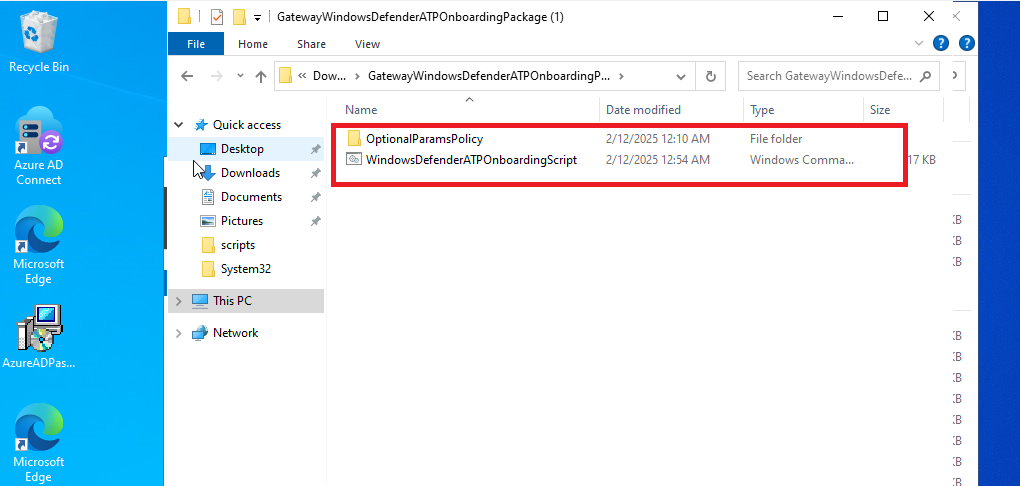 Recycle Bin
Azure AD
Connect
Microsoft
Edge
AzureADPas...
Microsoft
Edge
GatewayWindowsDefenderATPOnboardingPackage (1)
File Home Share View
« Dow... › GatewayWindowsDefenderATPOnboardingP... ›
Search GatewayWindowsDefe...
Name Date modified Type Size
Quick access
Desktop
Downloads
Documents
Pictures
scripts
System32
This PC
Network
OptionalParamsPolicy 2/12/2025 12:10 AM File folder
WindowsDefenderATPOnboardingScript 2/12/2025 12:54 AM Windows Comma... 17 KB
KB
KB
KB
KB
KB
KB
KB
KB
KB
KB
KB